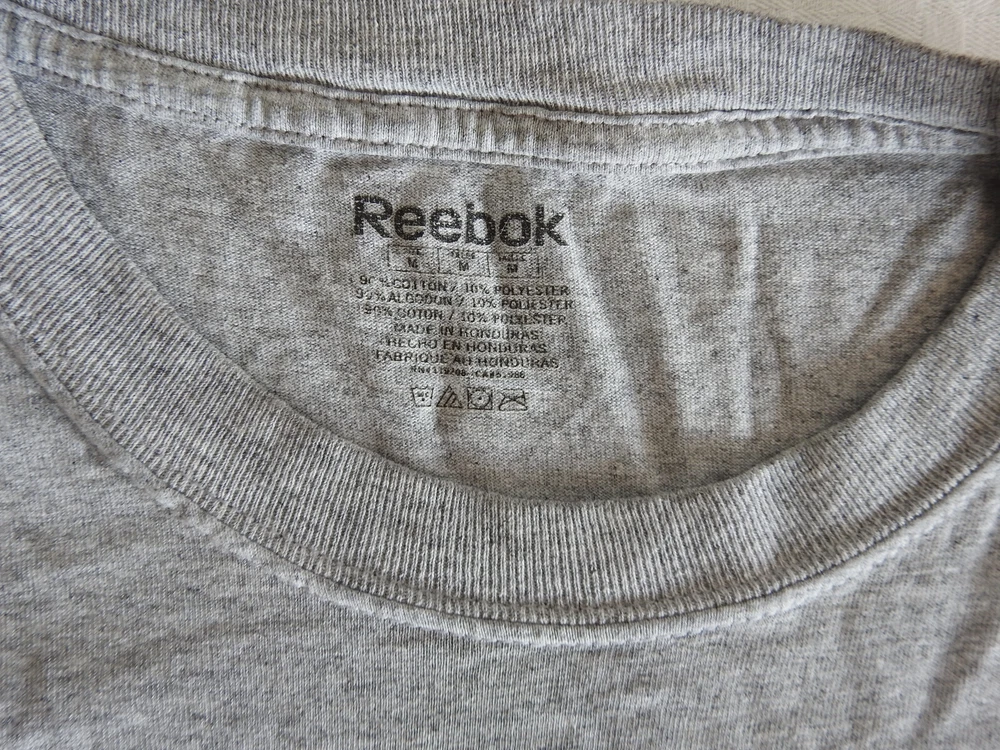 Reebok
M M M
90% COTTON / 10% POLYESTER
90% ALGODON / 10% POLIESTER
90% COTON / 10% POLYESTER
MADE IN HONDURAS
HECHO EN HONDURAS
FABRIQUE AU HONDURAS